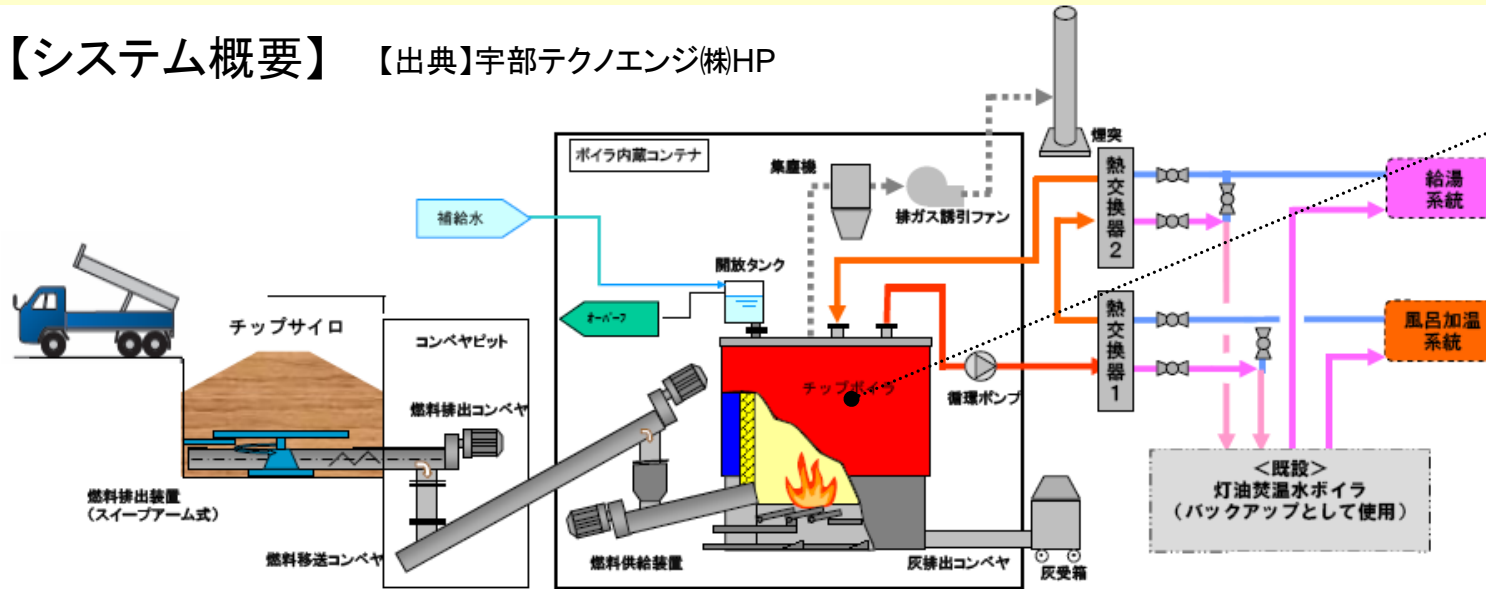 【システム概要】 【出典】宇部テクノエンジ㈱HP
煙突
ボイラ内蔵コンテナ
集塵機
排ガス誘引ファン
熱交換器2
給湯
系統
補給水
開放タンク
オーバーフ
チップサイロ
コンベヤピット
熱交換器1
風呂加温
系統
チップボイラ
循環ポンプ
燃料排出コンベヤ
<既設>
灯油焚温水ボイラ
(バックアップとして使用)
燃料排出装置
(スイープアーム式)
燃料移送コンベヤ
燃料供給装置
灰排出コンベヤ
灰受箱